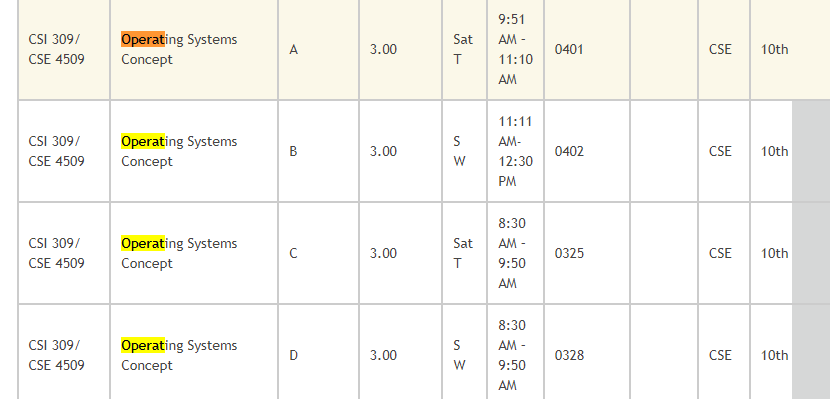 CSI 309/
CSE 4509
Operating Systems
Concept
A
3.00
Sat
T
9:51
AM -
11:10
AM
0401
CSE
10th
CSI 309/
CSE 4509
Operating Systems
Concept
B
3.00
S
W
11:11
AM-
12:30
PM
0402
CSE
10th
CSI 309/
CSE 4509
Operating Systems
Concept
C
3.00
Sat
T
8:30
AM -
9:50
AM
0325
CSE
10th
CSI 309/
CSE 4509
Operating Systems
Concept
D
3.00
S
W
8:30
AM -
9:50
AM
0328
CSE
10th